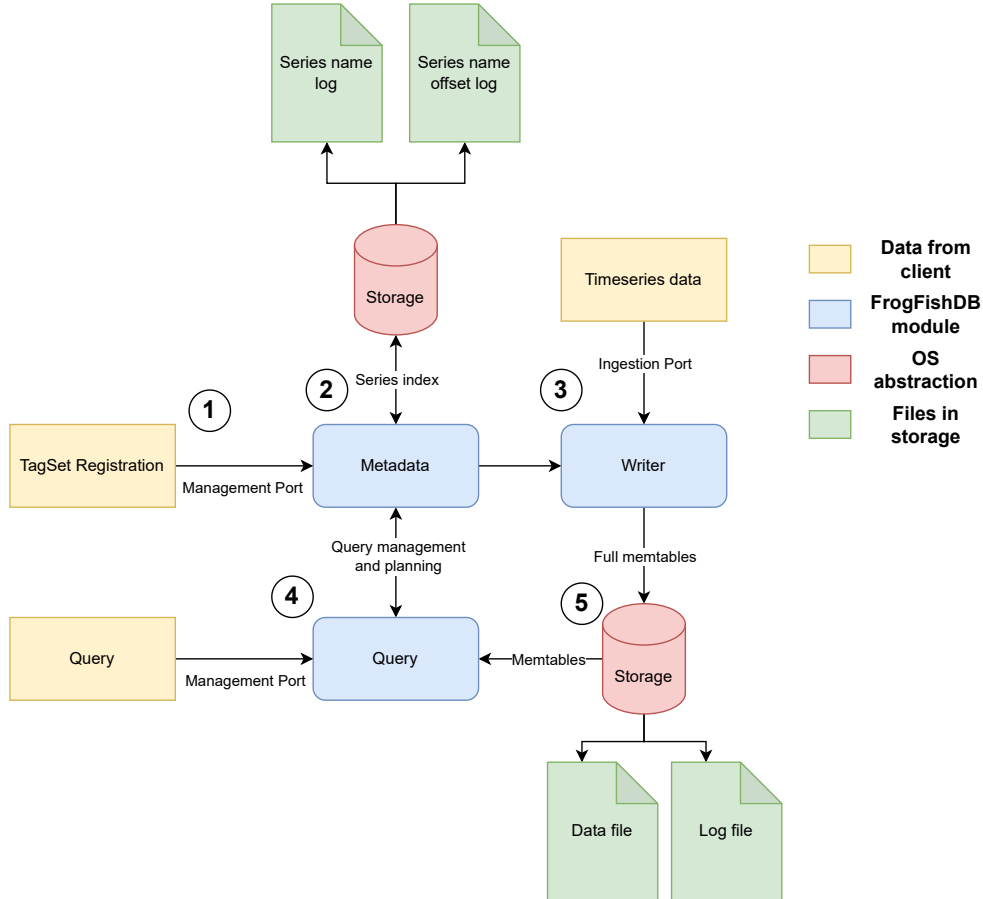 Series name
log
Series name
offset log
Storage
Timeseries data
Data from
client
FrogFishDB
module
OS
abstraction
Files in
storage
Ingestion Port
Series index
1
2
3
TagSet Registration
Management Port
Metadata
Writer
Query management
and planning
Full memtables
4
5
Query
Management Port
Query
Memtables
Storage
Data file
Log file